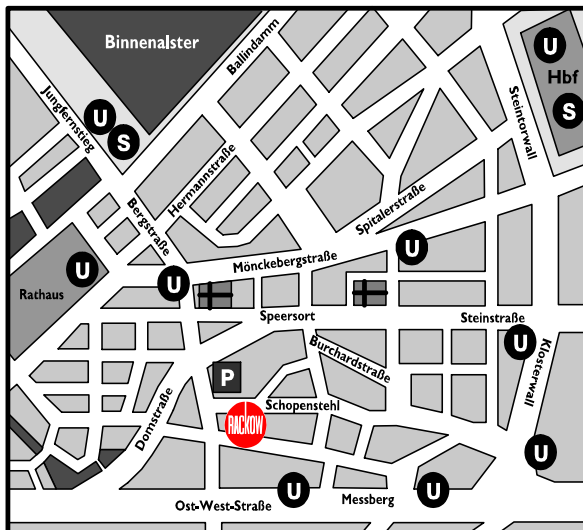 Binnenalster
Ballindamm
U
Hbf
S
Jungfernstieg
U
S
Steintorwall
Hermannstraße
Bergstraße
Spitalerstraße
U
Mönckebergstraße
U
U
Rathaus
Speersort
Steinstraße
U
Burchardstraße
Klosterwall
P
Schopenstehl
Domstraße
RACKOW
U
U
U
Ost-West-Straße
Messberg